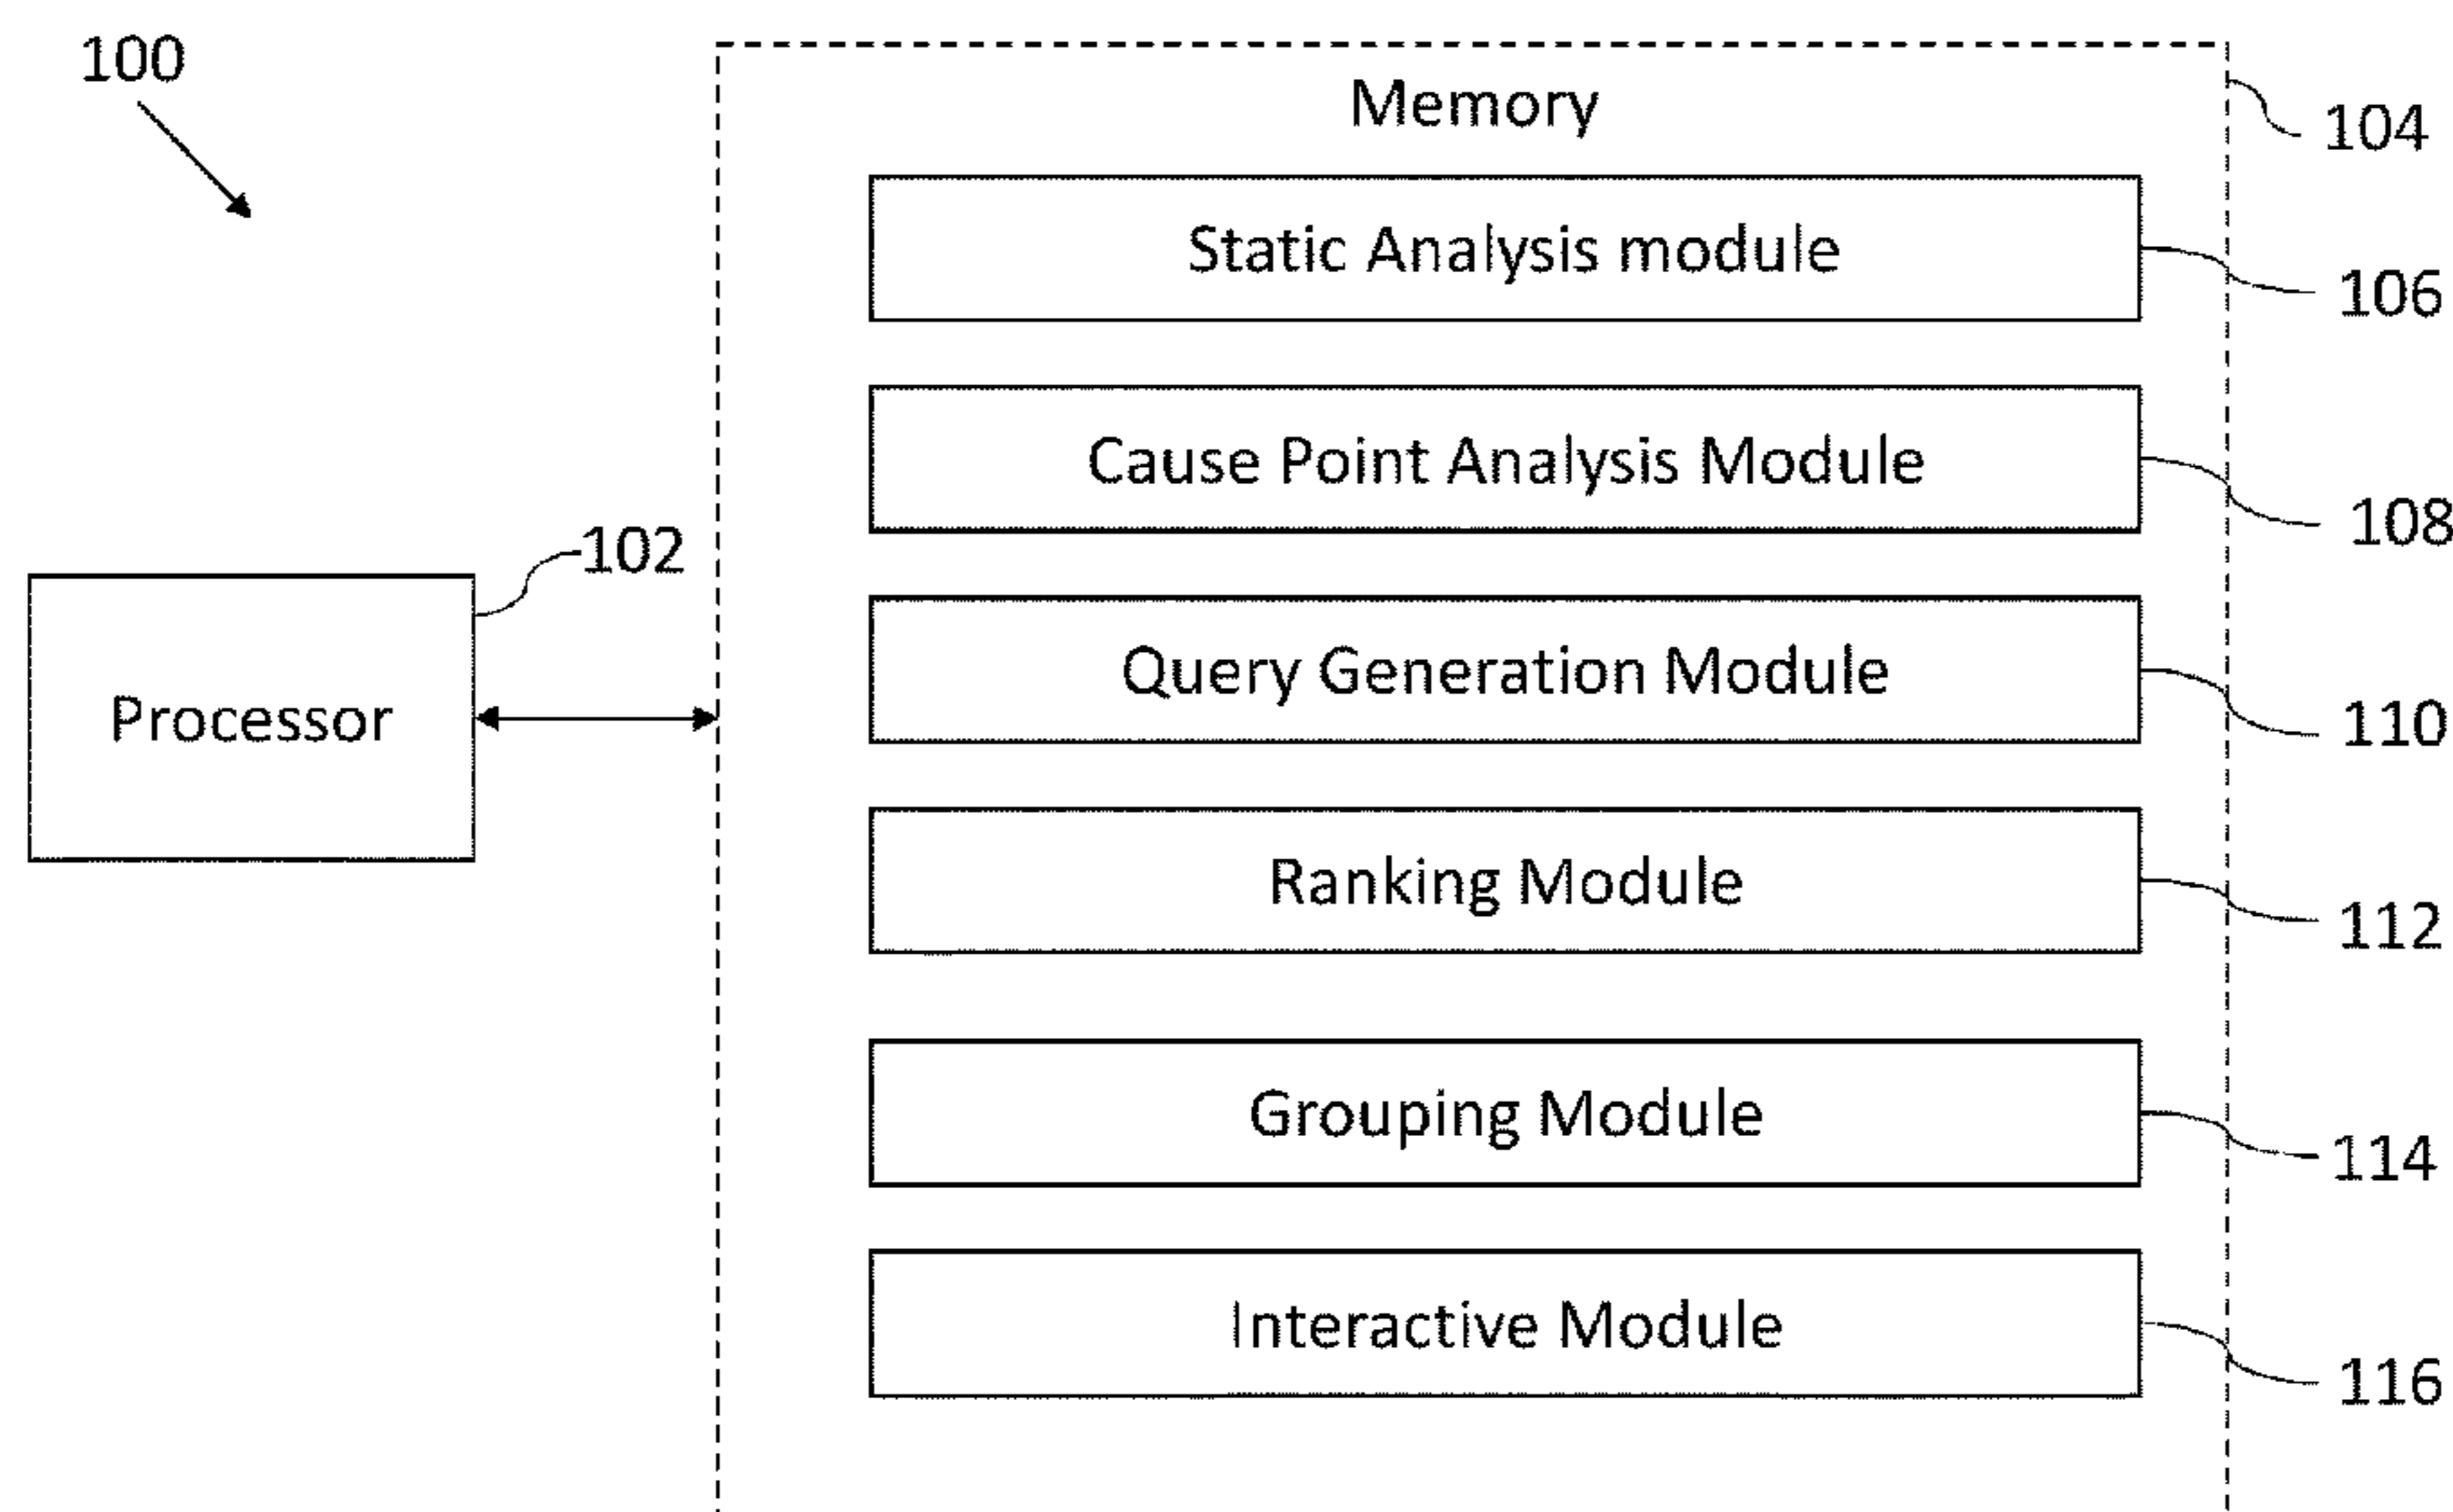 100
Memory
104
Static Analysis module
106
Cause Point Analysis Module
108
102
Query Generation Module
Processor
110
Ranking Module
112
Grouping Module
114
Interactive Module
116